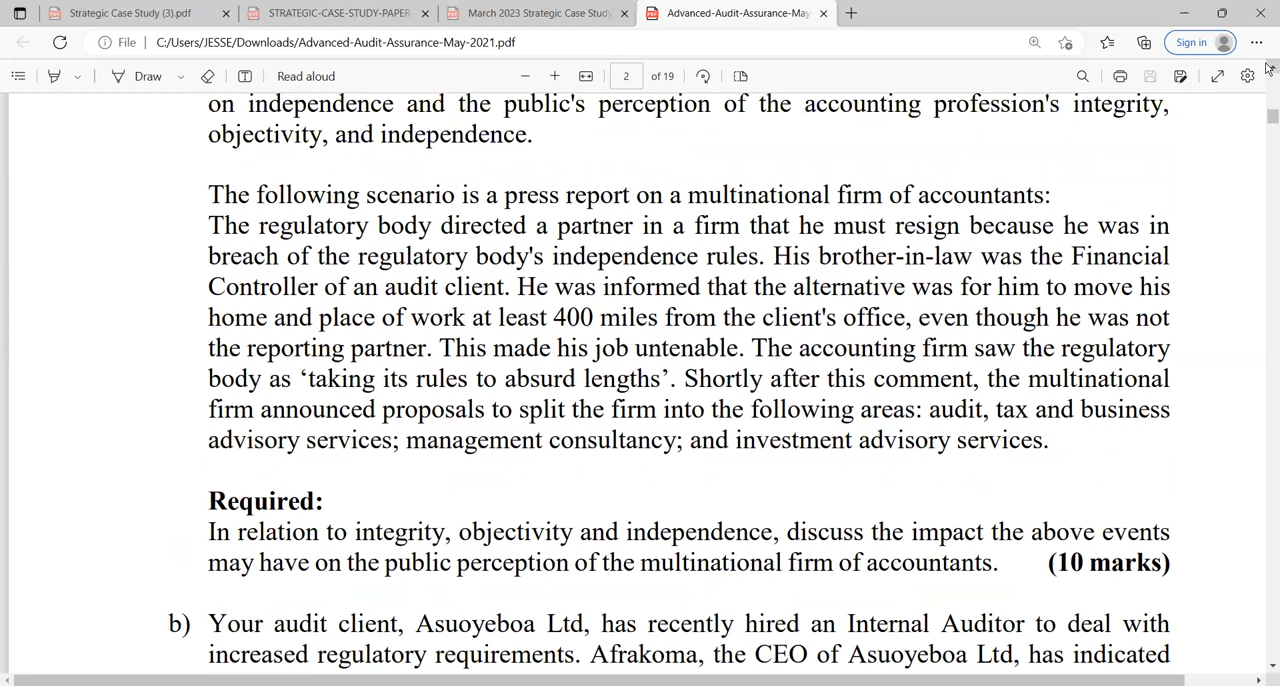 Strategic Case Study (3).pdf
STRATEGIC-CASE-STUDY-PAPER
March 2023 Strategic Case Study
Advanced-Audit-Assurance-May-
File C:/Users/JESSE/Downloads/Advanced-Audit-Assurance-May-2021.pdf
Sign in
Draw
Read aloud
2 of 19
on independence and the public's perception of the accounting profession's integrity,
objectivity, and independence.
The following scenario is a press report on a multinational firm of accountants:
The regulatory body directed a partner in a firm that he must resign because he was in
breach of the regulatory body's independence rules. His brother-in-law was the Financial
Controller of an audit client. He was informed that the alternative was for him to move his
home and place of work at least 400 miles from the client's office, even though he was not
the reporting partner. This made his job untenable. The accounting firm saw the regulatory
body as ‘taking its rules to absurd lengths’. Shortly after this comment, the multinational
firm announced proposals to split the firm into the following areas: audit, tax and business
advisory services; management consultancy; and investment advisory services.
Required:
In relation to integrity, objectivity and independence, discuss the impact the above events
may have on the public perception of the multinational firm of accountants. (10 marks)
b) Your audit client, Asuoyeboa Ltd, has recently hired an Internal Auditor to deal with
increased regulatory requirements. Afrakoma, the CEO of Asuoyeboa Ltd, has indicated